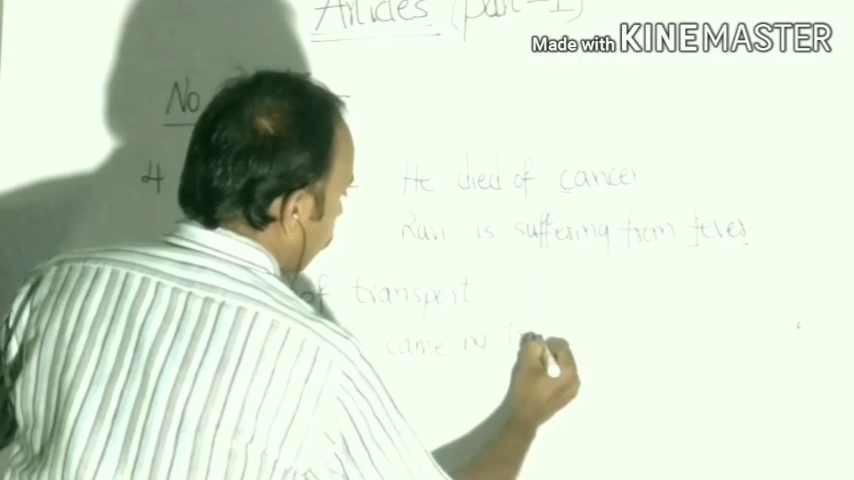 Articles (part-I)
Made with KINEMASTER
No
4
He died of cancer
Ravi is suffering from fever
of transport
came by